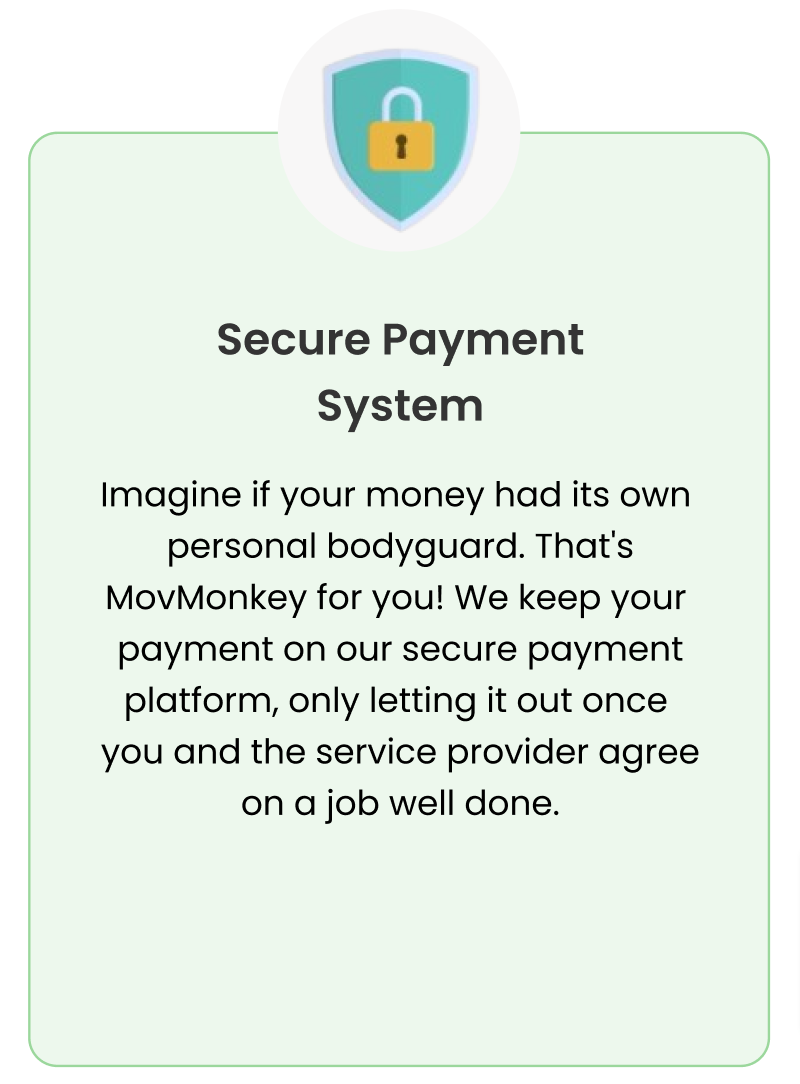 Secure Payment
System
Imagine if your money had its own
personal bodyguard. That's
MovMonkey for you! We keep your
payment on our secure payment
platform, only letting it out once
you and the service provider agree
on a job well done.